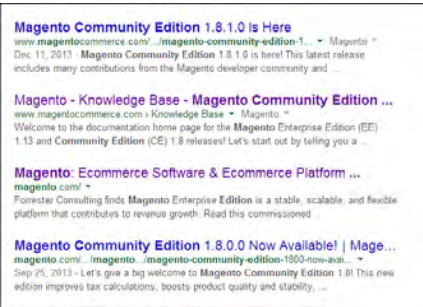 Magento Community Edition 1.8.1.0 Is Here
www.magentocommerce.com/.../magento-community-edition-1... ▾ Magento ▾
Dec 11, 2013 - Magento Community Edition 1.8.1.0 is here! This latest release
includes many contributions from the Magento developer community and ...
Magento - Knowledge Base - Magento Community Edition ...
www.magentocommerce.com › Knowledge Base ▾ Magento ▾
Welcome to the documentation home page for the Magento Enterprise Edition (EE)
1.13 and Community Edition (CE) 1.8 releases! Let's start out by telling you a ...
Magento: Ecommerce Software & Ecommerce Platform ...
magento.com/ ▾
Forrester Consulting finds Magento Enterprise Edition is a stable, scalable, and flexible
platform that contributes to revenue growth. Read this commissioned ...
Magento Community Edition 1.8.0.0 Now Available! | Mage...
magento.com/.../magento.../magento-community-edition-1800-now-avai... ▾
Sep 25, 2013 - Let's give a big welcome to Magento Community Edition 1.8! This new
edition improves tax calculations, boosts product quality and stability, ...